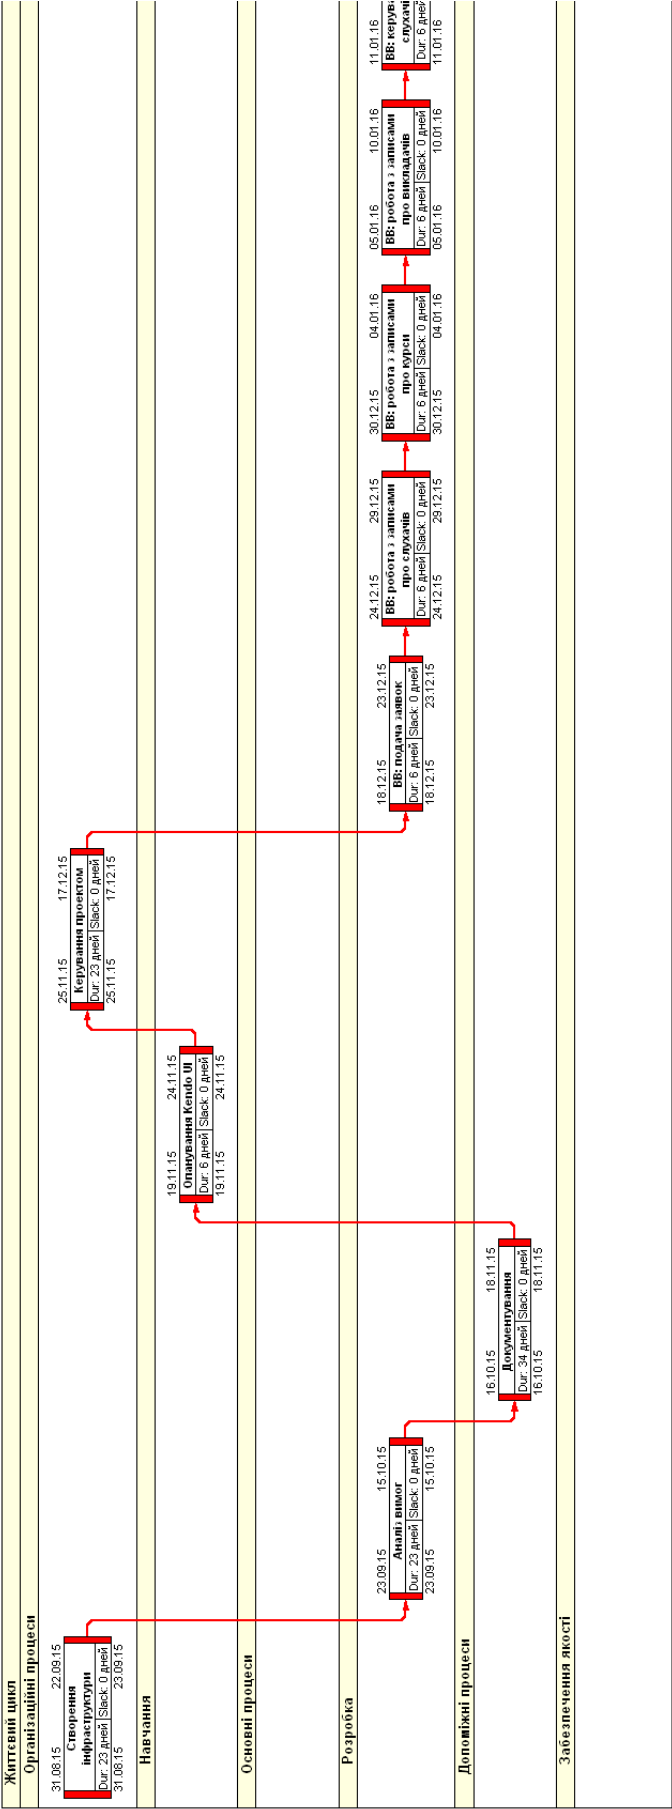 Життєвий цикл
Організаційні процеси
31.08.15 22.09.15
Створення
інфраструктури
Dur: 23 дней Slack: 0 дней
31.08.15 23.09.15
25.11.15 17.12.15
Керування проектом
Dur: 23 дней Slack: 0 дней
25.11.15 17.12.15
Навчання
19.11.15 24.11.15
Опанування Kendo UI
Dur: 6 дней Slack: 0 дней
19.11.15 24.11.15
Основні процеси
Розробка
23.09.15 15.10.15
Аналіз вимог
Dur: 23 дней Slack: 0 дней
23.09.15 15.10.15
18.12.15 23.12.15
ВВ: подача заявок
Dur: 6 дней Slack: 0 дней
18.12.15 23.12.15
24.12.15 29.12.15
ВВ: робота з записами
про слухачів
Dur: 6 дней Slack: 0 дней
24.12.15 29.12.15
30.12.15 04.01.16
ВВ: робота з записами
про курси
Dur: 6 дней Slack: 0 дней
30.12.15 04.01.16
05.01.16 10.01.16
ВВ: робота з записами
про викладачів
Dur: 6 дней Slack: 0 дней
05.01.16 10.01.16
11.01.16
ВВ: керува
слухачі
Dur: 6 дней
11.01.16
Допоміжні процеси
16.10.15 18.11.15
Документування
Dur: 34 дней Slack: 0 дней
16.10.15 18.11.15
Забезпечення якості